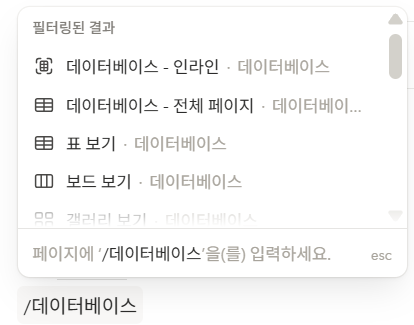 필터링된 결과
데이터베이스 - 인라인 · 데이터베이스
데이터베이스 - 전체 페이지 · 데이터베이...
표 보기 · 데이터베이스
보드 보기 · 데이터베이스
갤러리 보기 · 데이터베이스
페이지에 '/데이터베이스'을(를) 입력하세요. esc
/데이터베이스